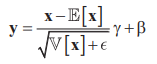 y = (x − 𝔼[x]) / √(𝕍[x] + ϵ) γ + β